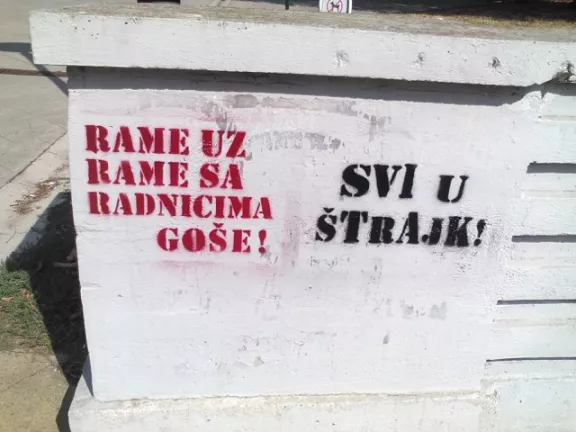 RAME UZ
RAME SA
RADNICIMA
GOŠE!
SVI U
ŠTRAJK!